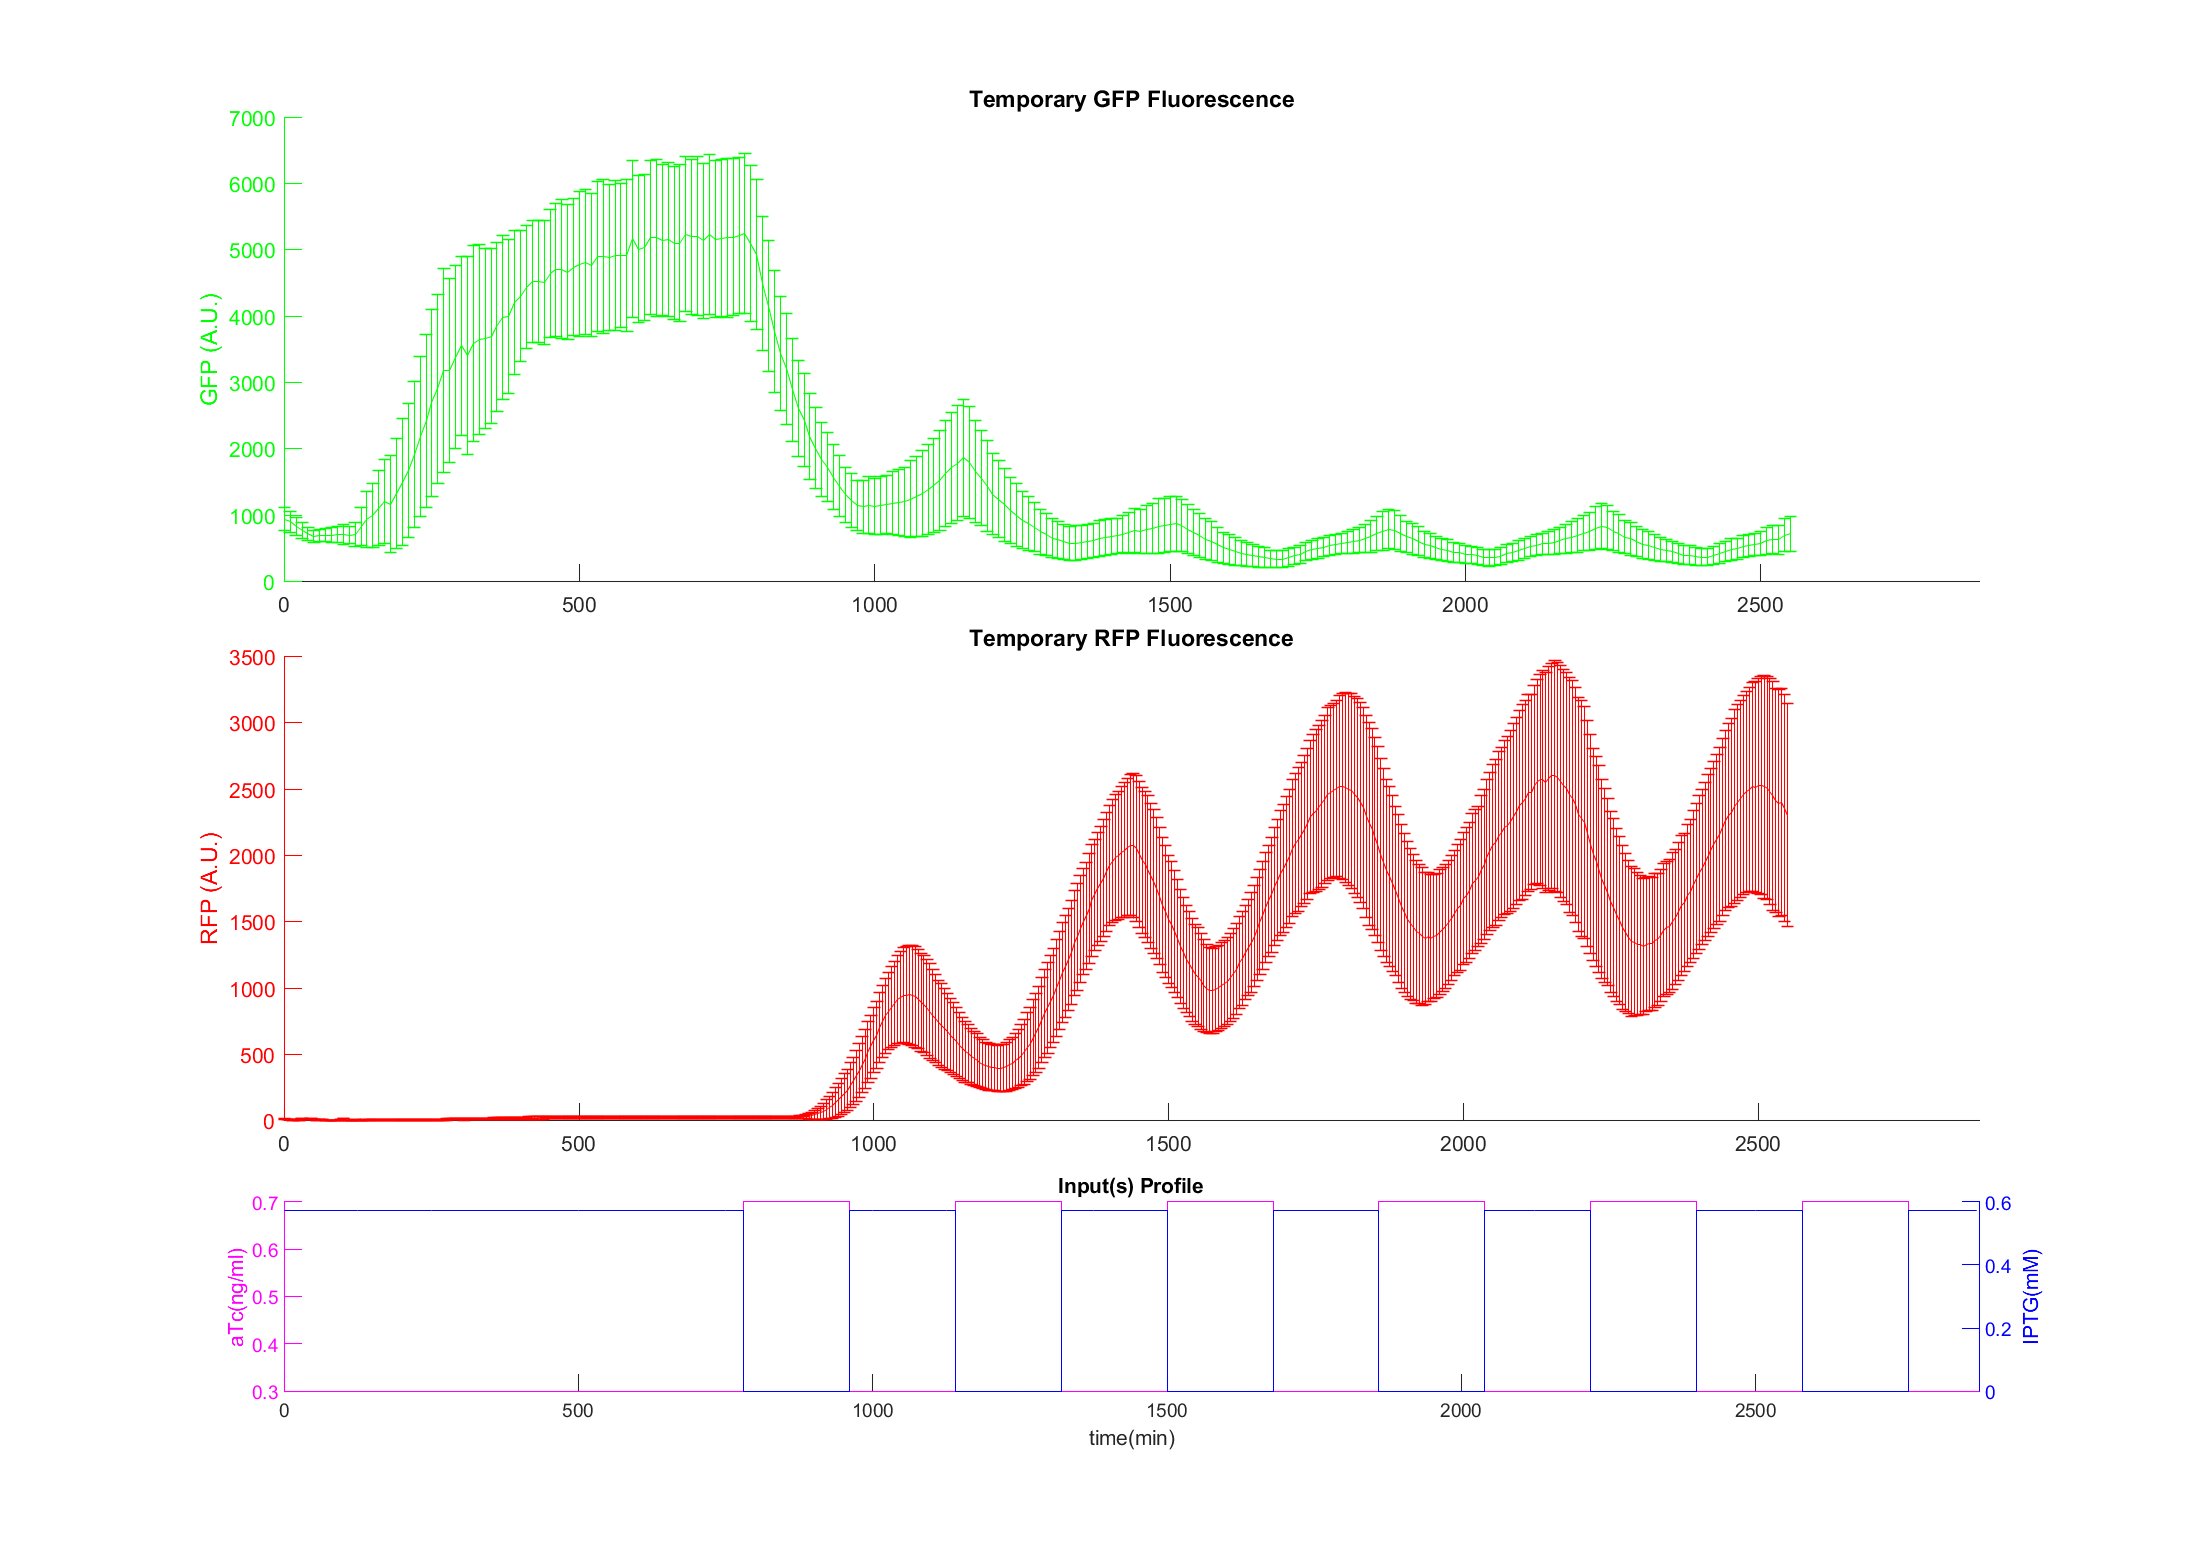 Temporary GFP Fluorescence
7000
6000
5000
4000
3000
2000
1000
0
GFP (A.U.)
0 500 1000 1500 2000 2500
Temporary RFP Fluorescence
3500
3000
2500
2000
1500
1000
500
0
RFP (A.U.)
0 500 1000 1500 2000 2500
Input(s) Profile
0.7
0.6
0.5
0.4
0.3
aTc(ng/ml)
0.6
0.4
0.2
0
IPTG(mM)
0 500 1000 1500 2000 2500
time(min)